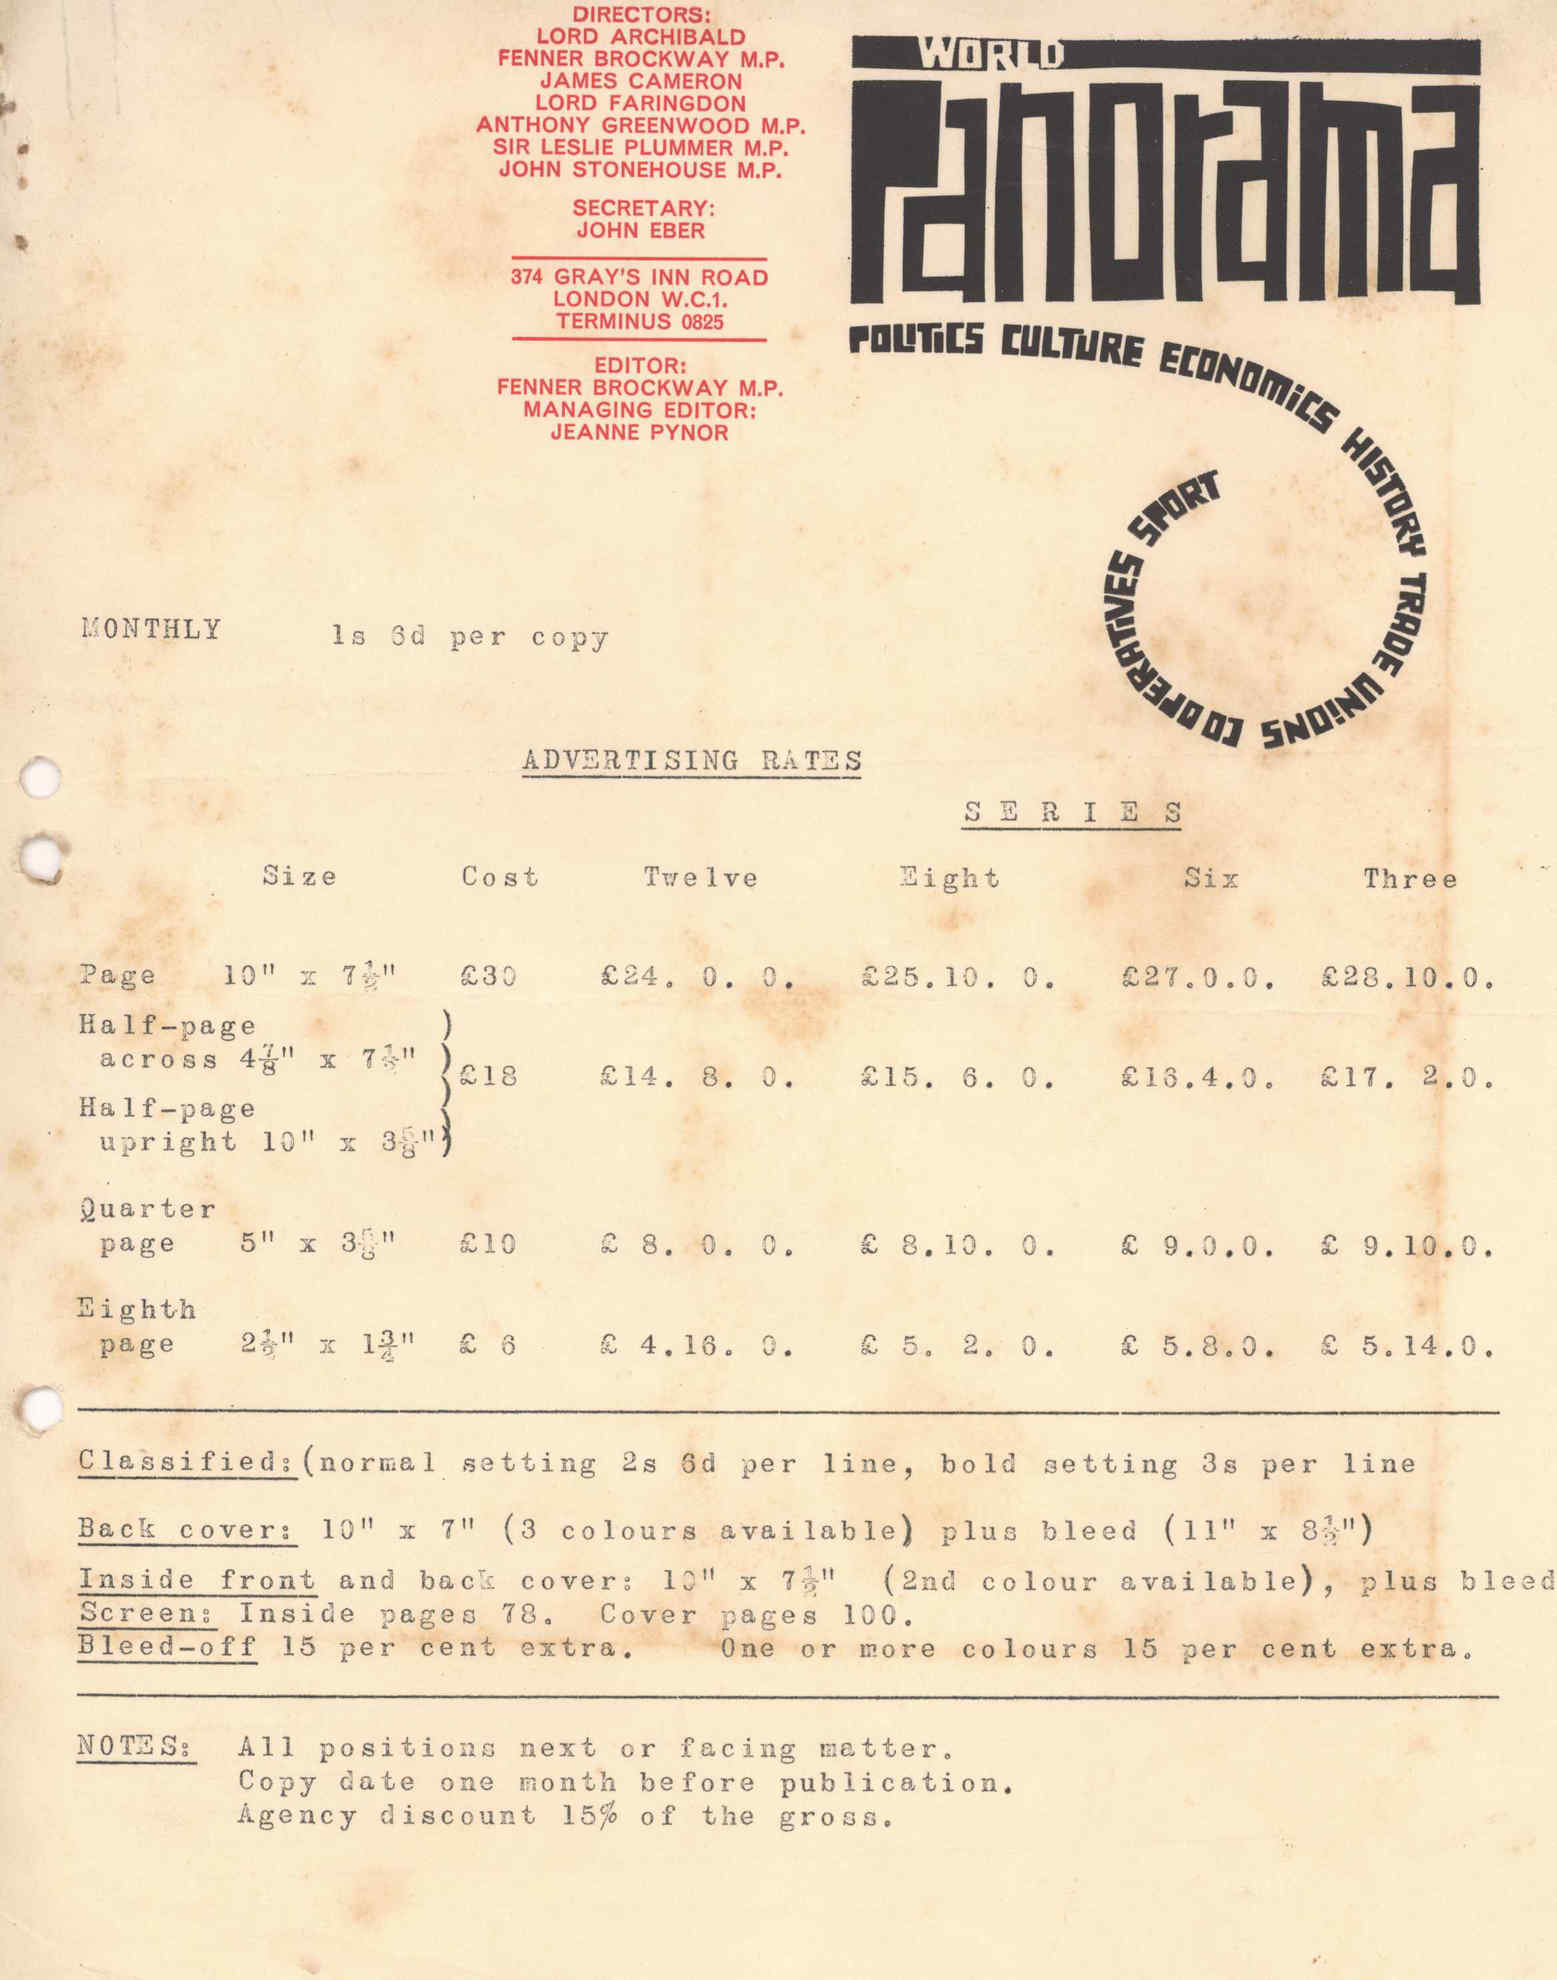 DIRECTORS:
LORD ARCHIBALD
FENNER BROCKWAY M.P.
JAMES CAMERON
LORD FARINGDON
ANTHONY GREENWOOD M.P.
SIR LESLIE PLUMMER M.P.
JOHN STONEHOUSE M.P.
SECRETARY:
JOHN EBER
374 GRAY'S INN ROAD
LONDON W.C.1.
TERMINUS 0825
EDITOR:
FENNER BROCKWAY M.P.
MANAGING EDITOR:
JEANNE PYNOR
WORLD
Panorama
POLITICS CULTURE ECONOMICS HISTORY TRADE UNIONS CO OPERATIVES SPORT
MONTHLY 1s 6d per copy
ADVERTISING RATES
S E R I E S
Size Cost Twelve Eight Six Three
Page 10" x 7½" £30 £24. 0. 0. £25.10. 0. £27.0.0. £28.10.0.
Half-page )
across 4⅞" x 7½" ) £18 £14. 8. 0. £15. 6. 0. £16.4.0. £17. 2.0.
Half-page )
upright 10" x 3⅝")
Quarter
page 5" x 3⅝" £10 £ 8. 0. 0. £ 8.10. 0. £ 9.0.0. £ 9.10.0.
Eighth
page 2½" x 1¾" £ 6 £ 4.16. 0. £ 5. 2. 0. £ 5.8.0. £ 5.14.0.
Classified:(normal setting 2s 6d per line, bold setting 3s per line
Back cover: 10" x 7" (3 colours available) plus bleed (11" x 8½")
Inside front and back cover: 10" x 7½" (2nd colour available), plus bleed
Screen: Inside pages 78. Cover pages 100.
Bleed-off 15 per cent extra. One or more colours 15 per cent extra.
NOTES: All positions next or facing matter.
Copy date one month before publication.
Agency discount 15% of the gross.